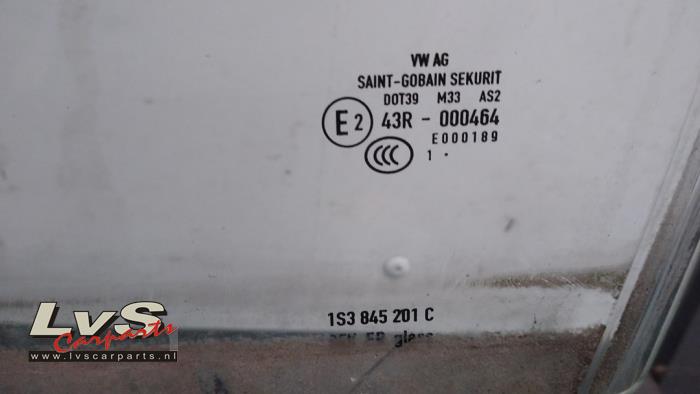 VW AG
SAINT-GOBAIN SEKURIT
DOT39 M33 AS2
E2 43R - 000464
E000189
CCC 1 ·
1S3 845 201 C
glass
LvS
Carparts
www.lvscarparts.nl